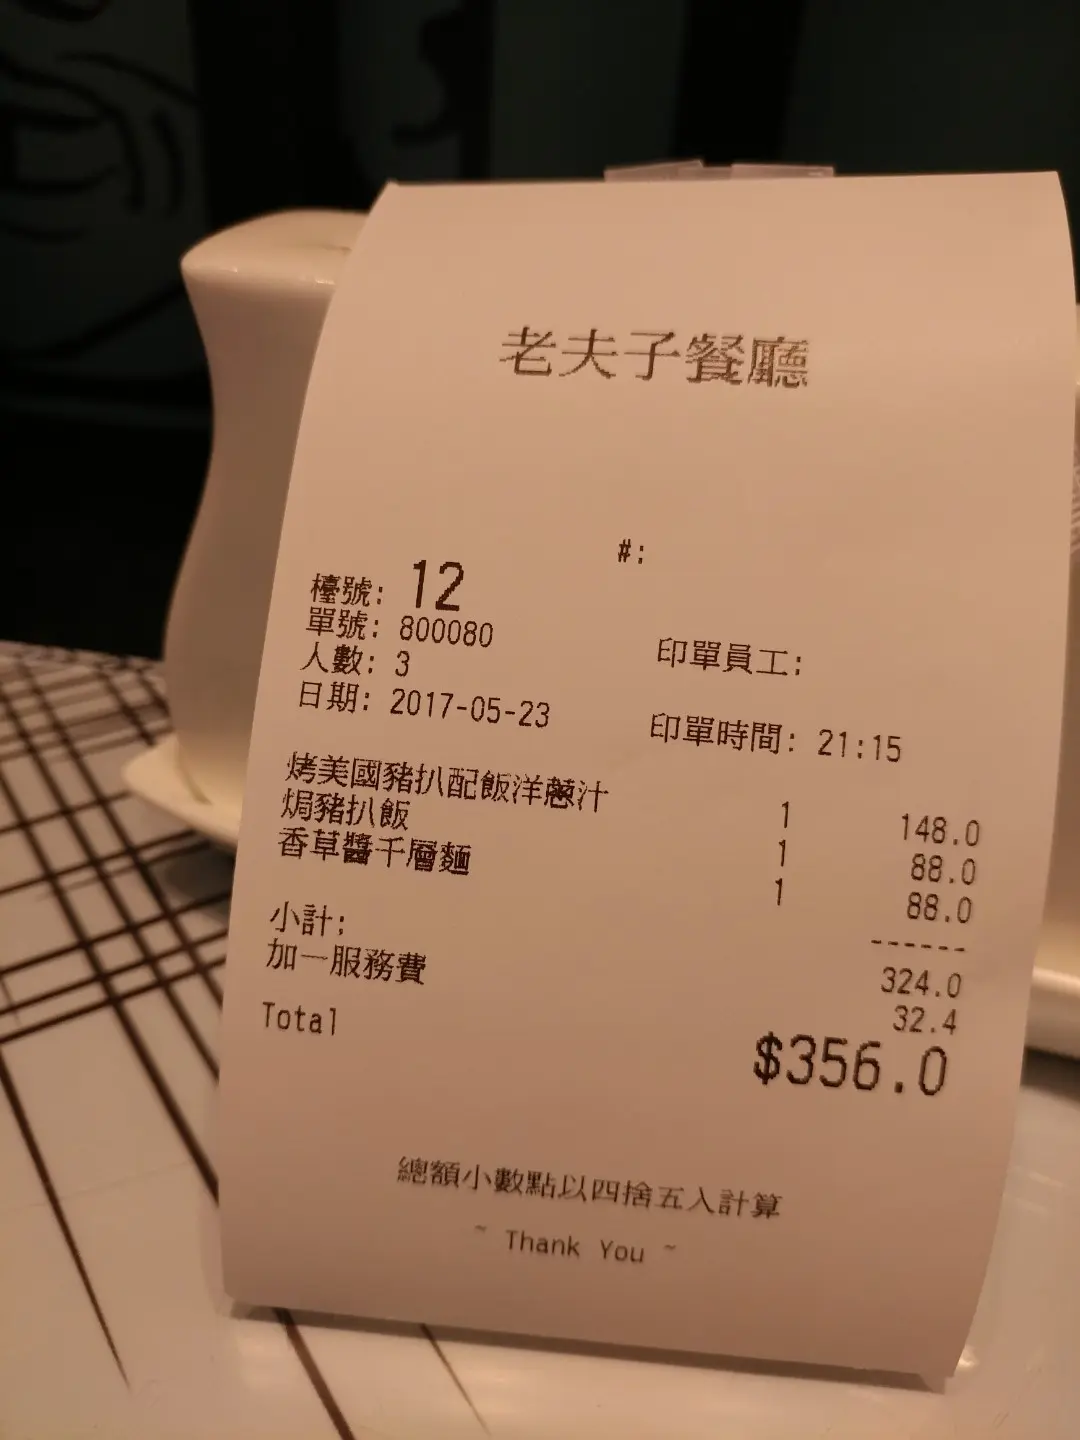 老夫子餐廳
#:
檯號: 12
單號: 800080 印單員工:
人數: 3
日期: 2017-05-23 印單時間: 21:15
烤美國豬扒配飯洋蔥汁 1 148.0
焗豬扒飯 1 88.0
香草醬千層麵 1 88.0
------
小計; 324.0
加一服務費 32.4
Total $356.0
總額小數點以四捨五入計算
~ Thank You ~